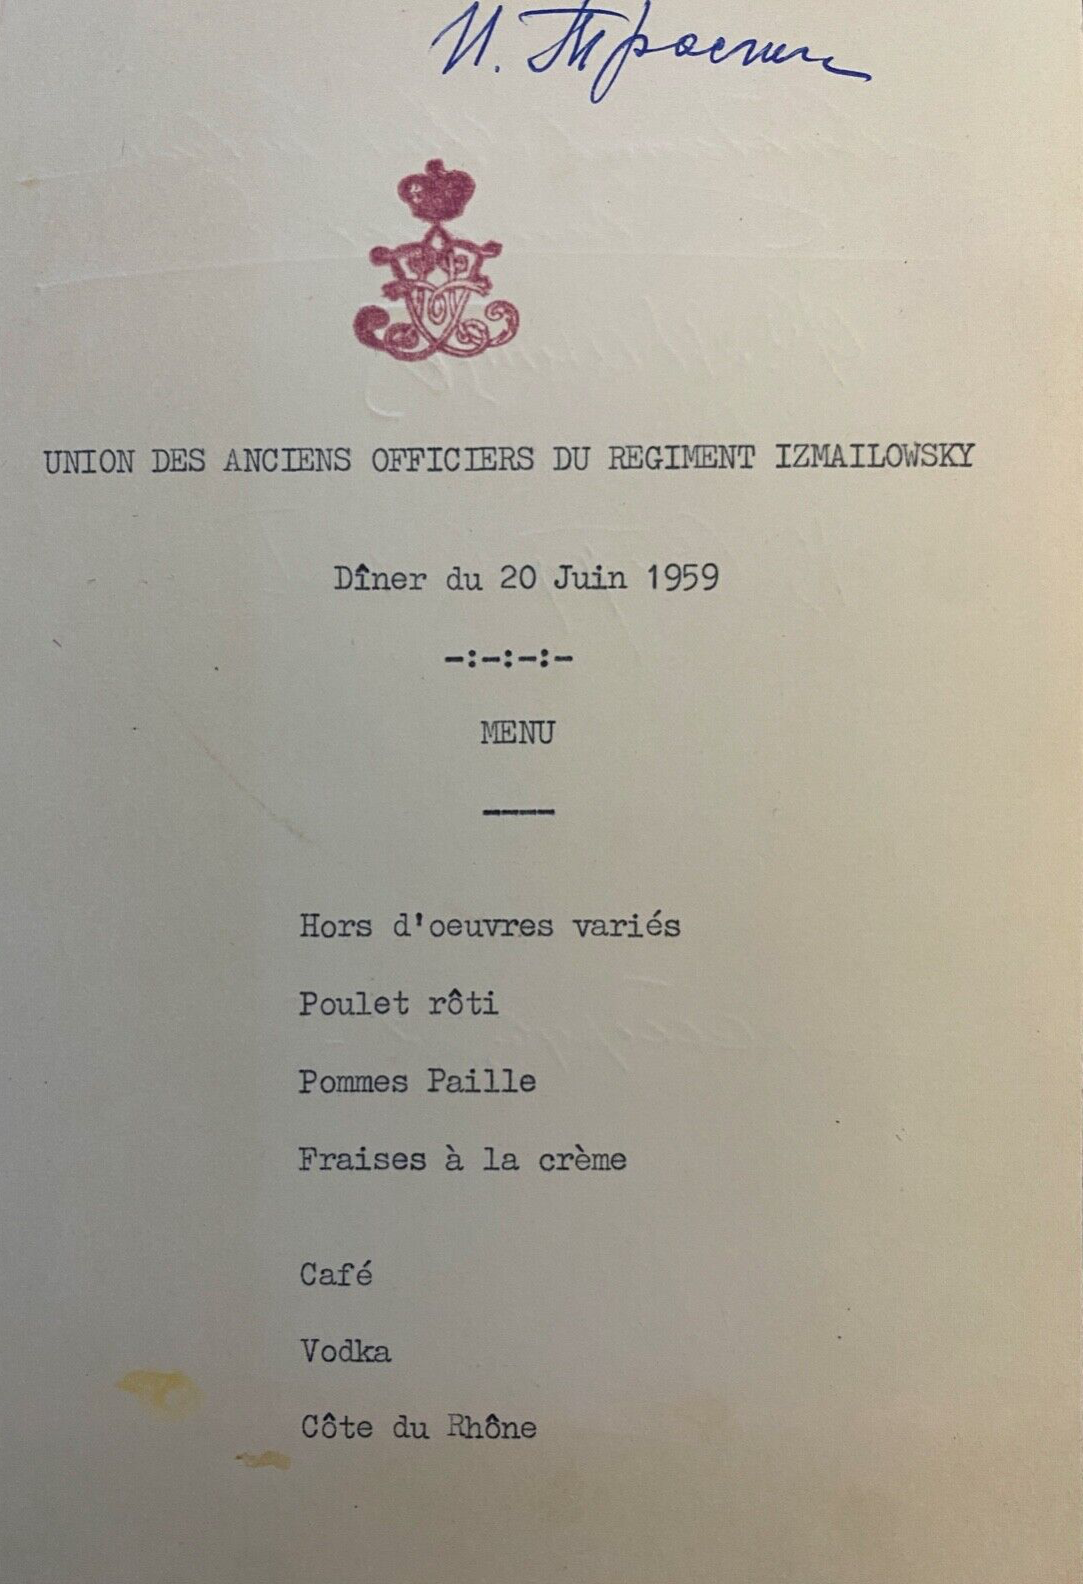 И. Траскин
UNION DES ANCIENS OFFICIERS DU REGIMENT IZMAILOWSKY
Dîner du 20 Juin 1959
-:-:-:-
MENU
----
Hors d'oeuvres variés
Poulet rôti
Pommes Paille
Fraises à la crème
Café
Vodka
Côte du Rhône